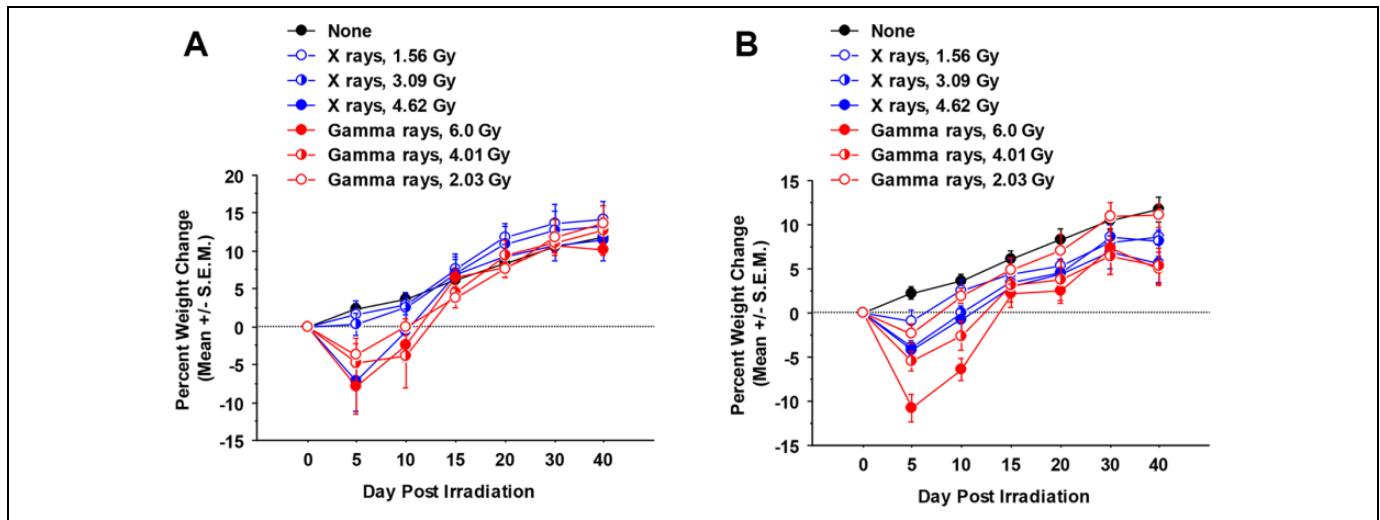 A
None
X rays, 1.56 Gy
X rays, 3.09 Gy
X rays, 4.62 Gy
Gamma rays, 6.0 Gy
Gamma rays, 4.01 Gy
Gamma rays, 2.03 Gy
Percent Weight Change
(Mean +/- S.E.M.)
20
15
10
5
0
-5
-10
-15
0 5 10 15 20 30 40
Day Post Irradiation
B
None
X rays, 1.56 Gy
X rays, 3.09 Gy
X rays, 4.62 Gy
Gamma rays, 6.0 Gy
Gamma rays, 4.01 Gy
Gamma rays, 2.03 Gy
Percent Weight Change
(Mean +/- S.E.M.)
15
10
5
0
-5
-10
-15
0 5 10 15 20 30 40
Day Post Irradiation